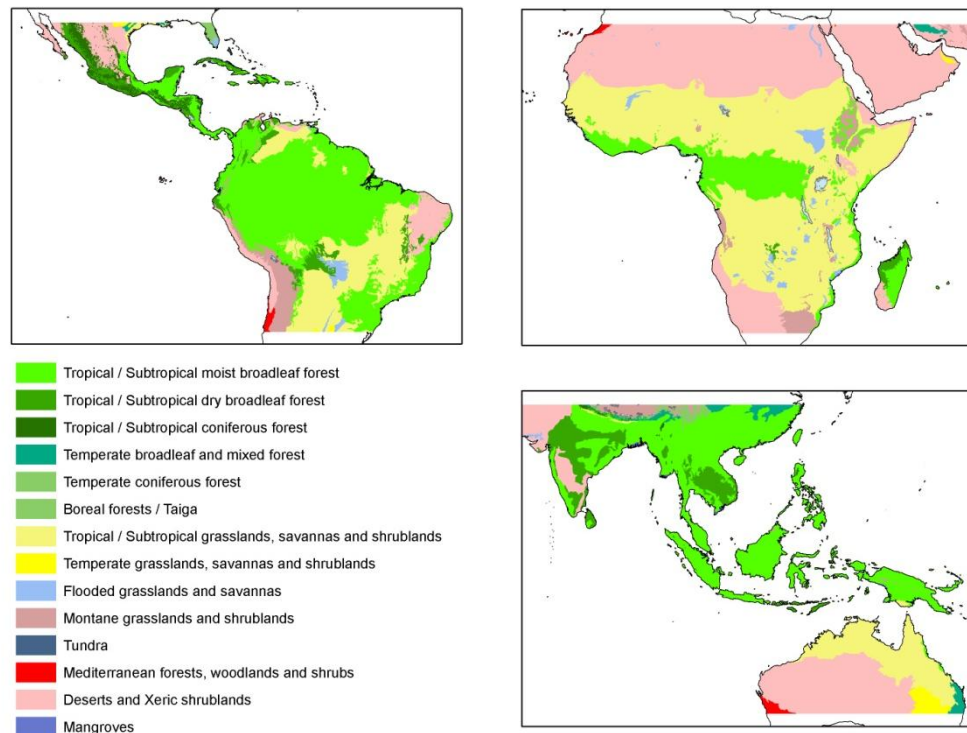 Tropical / Subtropical moist broadleaf forest
Tropical / Subtropical dry broadleaf forest
Tropical / Subtropical coniferous forest
Temperate broadleaf and mixed forest
Temperate coniferous forest
Boreal forests / Taiga
Tropical / Subtropical grasslands, savannas and shrublands
Temperate grasslands, savannas and shrublands
Flooded grasslands and savannas
Montane grasslands and shrublands
Tundra
Mediterranean forests, woodlands and shrubs
Deserts and Xeric shrublands
Mangroves